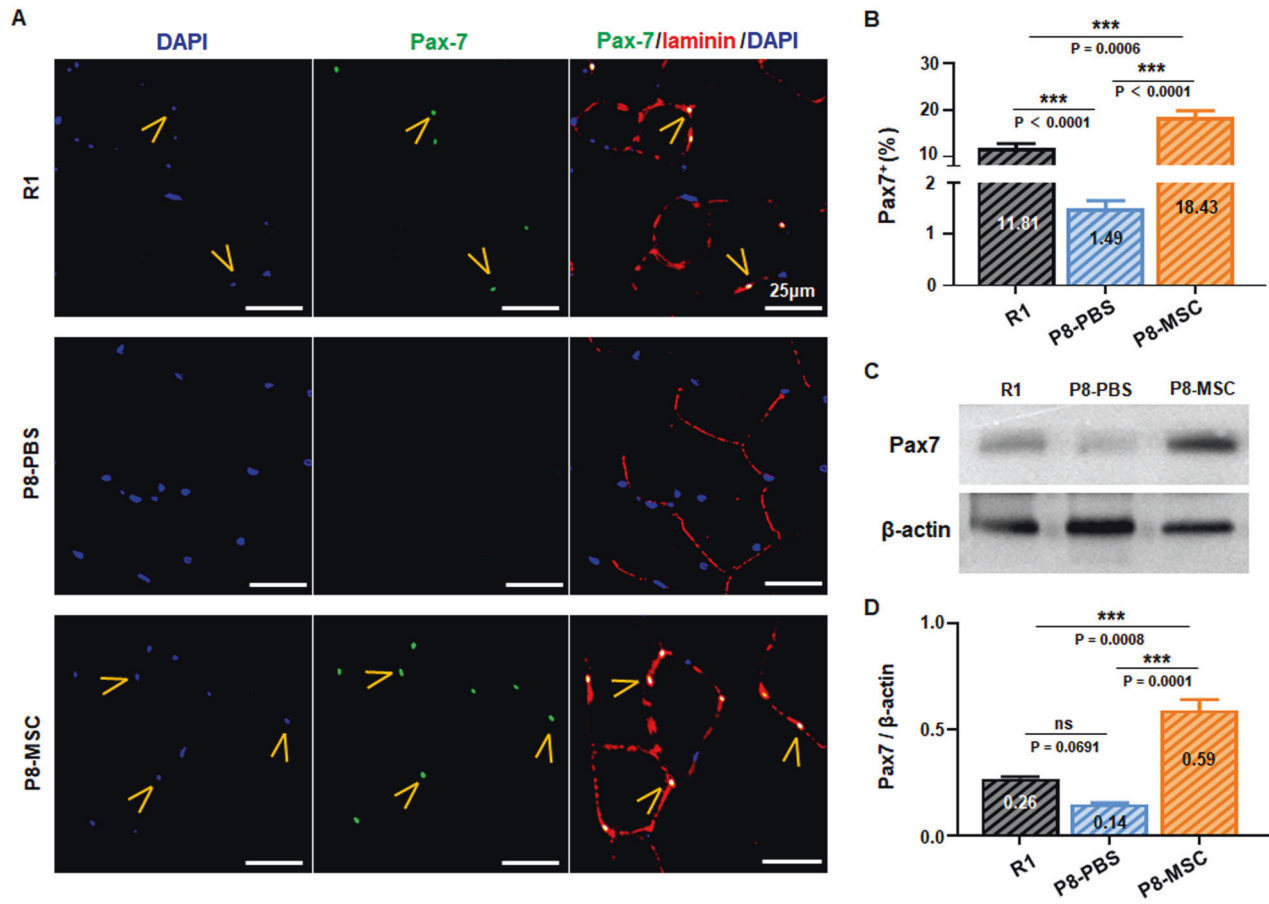 A
DAPI
Pax-7
Pax-7/laminin/DAPI
R1
25μm
P8-PBS
P8-MSC
B
***
P = 0.0006
***
P < 0.0001
***
P < 0.0001
Pax7⁺ (%)
30
20
10
2
1
0
11.81
1.49
18.43
R1
P8-PBS
P8-MSC
C
R1
P8-PBS
P8-MSC
Pax7
β-actin
D
***
P = 0.0008
***
P = 0.0001
ns
P = 0.0691
Pax7 / β-actin
1.0
0.5
0.0
0.26
0.14
0.59
R1
P8-PBS
P8-MSC